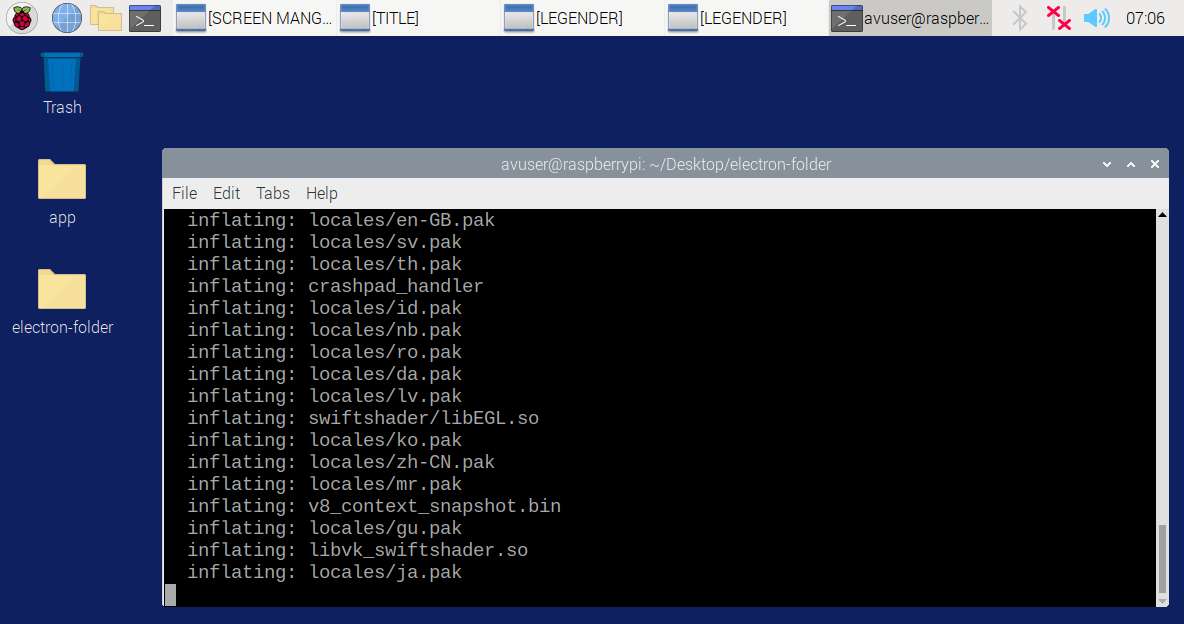 [SCREEN MANG... [TITLE] [LEGENDER] [LEGENDER] >_ avuser@raspber... 07:06
Trash
app
electron-folder
avuser@raspberrypi: ~/Desktop/electron-folder
File Edit Tabs Help
inflating: locales/en-GB.pak
inflating: locales/sv.pak
inflating: locales/th.pak
inflating: crashpad_handler
inflating: locales/id.pak
inflating: locales/nb.pak
inflating: locales/ro.pak
inflating: locales/da.pak
inflating: locales/lv.pak
inflating: swiftshader/libEGL.so
inflating: locales/ko.pak
inflating: locales/zh-CN.pak
inflating: locales/mr.pak
inflating: v8_context_snapshot.bin
inflating: locales/gu.pak
inflating: libvk_swiftshader.so
inflating: locales/ja.pak